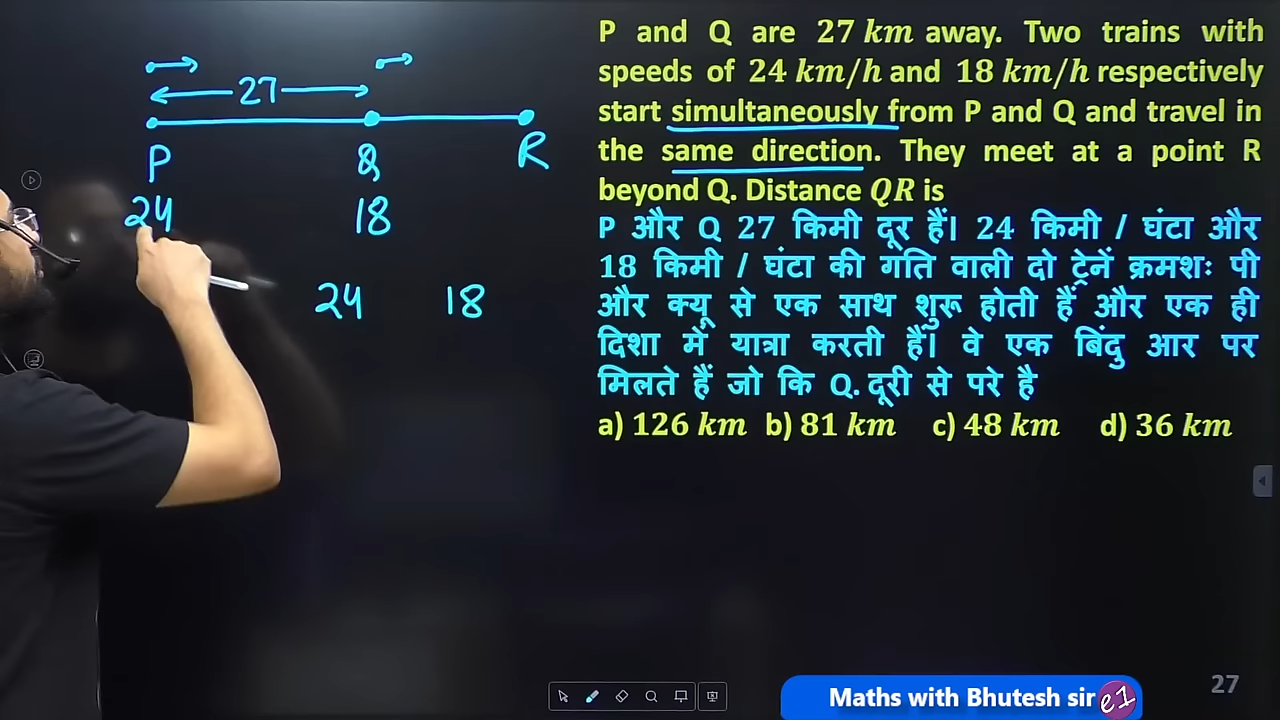 27
P Q R
24 18
24 18
P and Q are 27 km away. Two trains with
speeds of 24 km/h and 18 km/h respectively
start simultaneously from P and Q and travel in
the same direction. They meet at a point R
beyond Q. Distance QR is
P और Q 27 किमी दूर हैं। 24 किमी / घंटा और
18 किमी / घंटा की गति वाली दो ट्रेनें क्रमशः पी
और क्यू से एक साथ शुरू होती हैं और एक ही
दिशा में यात्रा करती हैं। वे एक बिंदु आर पर
मिलते हैं जो कि Q. दूरी से परे है
a) 126 km b) 81 km c) 48 km d) 36 km
Maths with Bhutesh sir e1
27